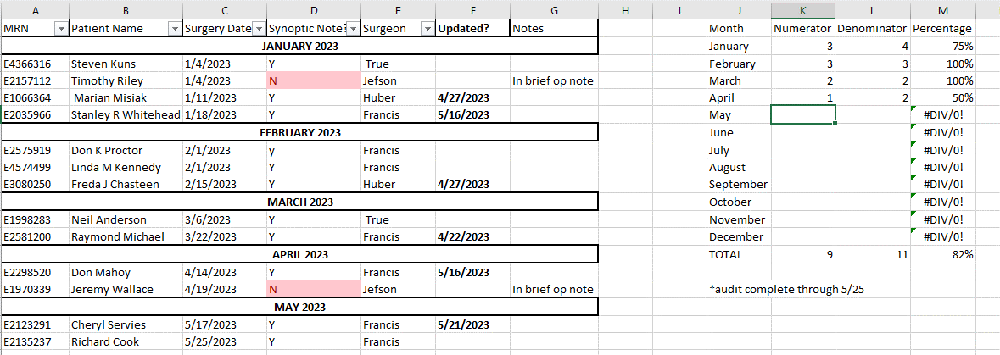 A B C D E F G H I J K L M
MRN Patient Name Surgery Date Synoptic Note? Surgeon Updated? Notes Month Numerator Denominator Percentage
JANUARY 2023 January 3 4 75%
E4366316 Steven Kuns 1/4/2023 Y True February 3 3 100%
E2157112 Timothy Riley 1/4/2023 N Jefson In brief op note March 2 2 100%
E1066364 Marian Misiak 1/11/2023 Y Huber 4/27/2023 April 1 2 50%
E2035966 Stanley R Whitehead 1/18/2023 Y Francis 5/16/2023 May #DIV/0!
FEBRUARY 2023 June #DIV/0!
E2575919 Don K Proctor 2/1/2023 y Francis July #DIV/0!
E4574499 Linda M Kennedy 2/1/2023 Y Francis August #DIV/0!
E3080250 Freda J Chasteen 2/15/2023 Y Huber 4/27/2023 September #DIV/0!
MARCH 2023 October #DIV/0!
E1998283 Neil Anderson 3/6/2023 Y True November #DIV/0!
E2581200 Raymond Michael 3/22/2023 Y Francis 4/22/2023 December #DIV/0!
APRIL 2023 TOTAL 9 11 82%
E2298520 Don Mahoy 4/14/2023 Y Francis 5/16/2023
E1970339 Jeremy Wallace 4/19/2023 N Jefson In brief op note *audit complete through 5/25
MAY 2023
E2123291 Cheryl Servies 5/17/2023 Y Francis 5/21/2023
E2135237 Richard Cook 5/25/2023 Y Francis